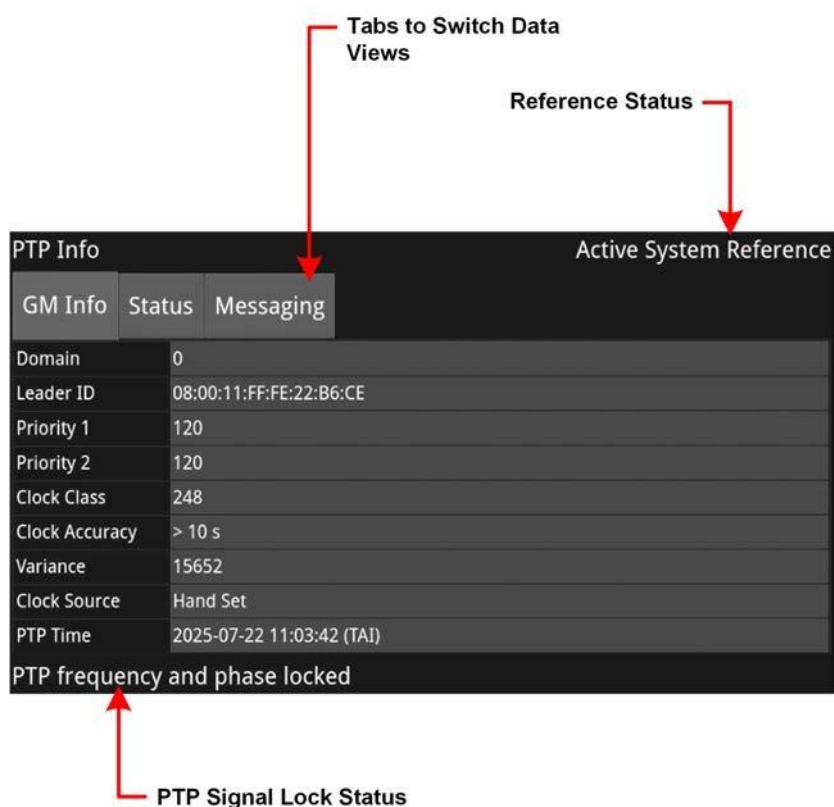 Tabs to Switch Data
Views
Reference Status
PTP Info
Active System Reference
GM Info
Status
Messaging
Domain 0
Leader ID 08:00:11:FF:FE:22:B6:CE
Priority 1 120
Priority 2 120
Clock Class 248
Clock Accuracy > 10 s
Variance 15652
Clock Source Hand Set
PTP Time 2025-07-22 11:03:42 (TAI)
PTP frequency and phase locked
PTP Signal Lock Status